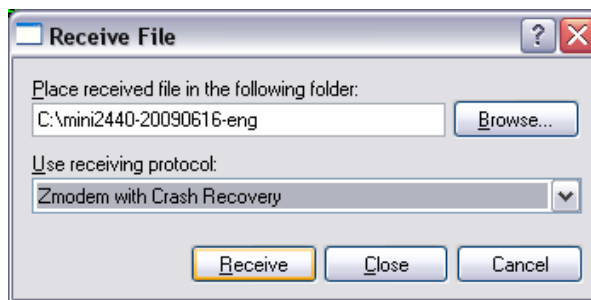 Receive File
Place received file in the following folder:
C:\mini2440-20090616-eng
Browse...
Use receiving protocol:
Zmodem with Crash Recovery
Receive Close Cancel